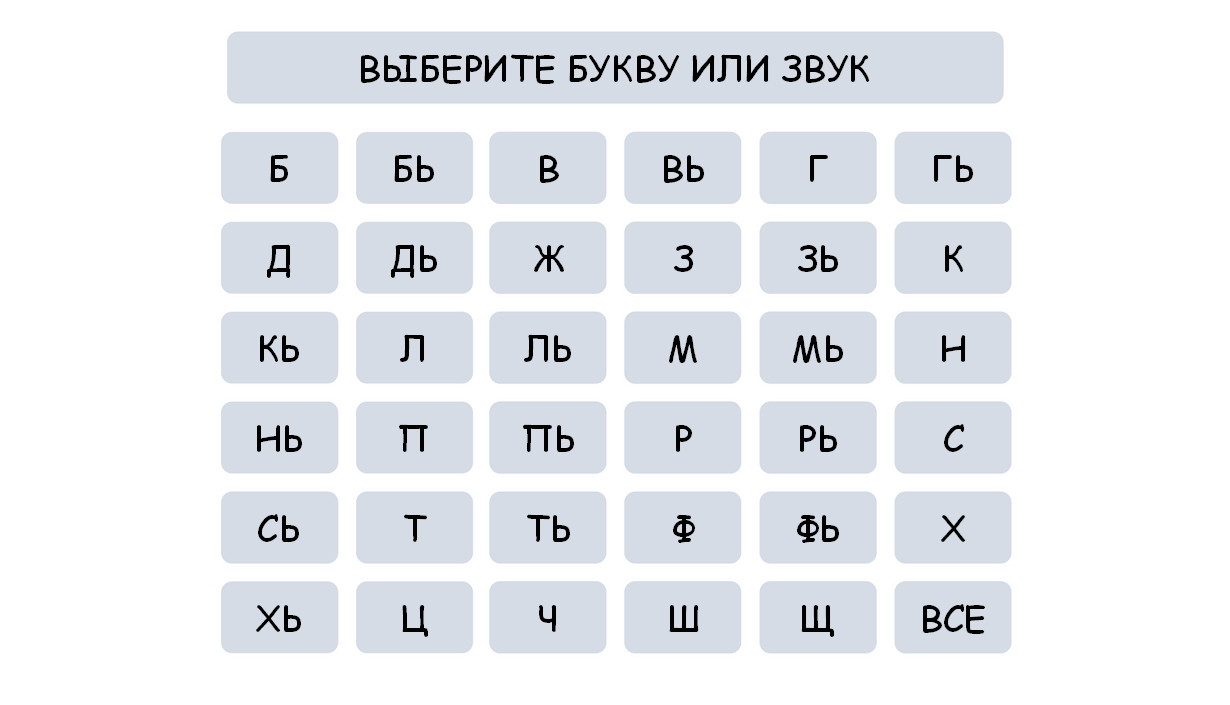 ВЫБЕРИТЕ БУКВУ ИЛИ ЗВУК
Б БЬ В ВЬ Г ГЬ
Д ДЬ Ж З ЗЬ К
КЬ Л ЛЬ М МЬ Н
НЬ П ПЬ Р РЬ С
СЬ Т ТЬ Ф ФЬ Х
ХЬ Ц Ч Ш Щ ВСЕ